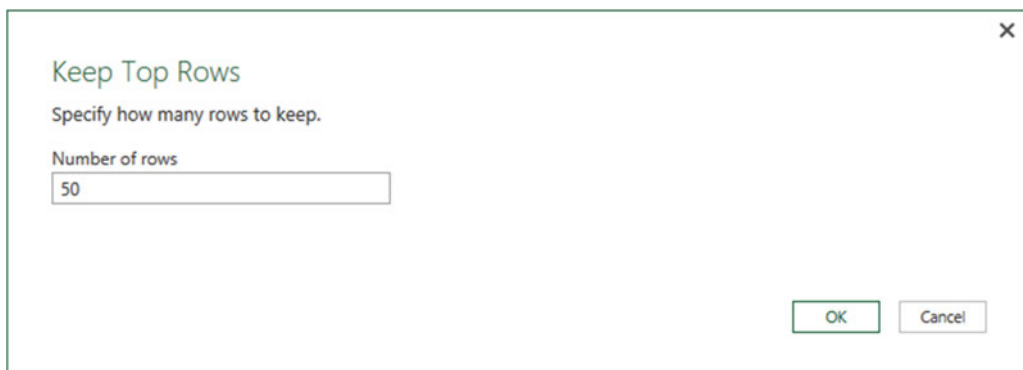 Keep Top Rows
Specify how many rows to keep.
Number of rows
50
OK Cancel